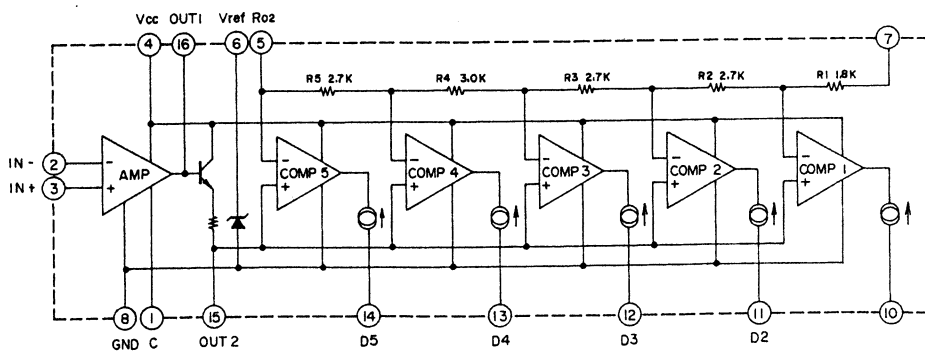 Vcc OUT1 Vref Ro2
4 16 6 5 7
R5 2.7K R4 3.0K R3 2.7K R2 2.7K R1 1.8K
IN - 2 - AMP
IN + 3 +
- + COMP 5
- + COMP 4
- + COMP 3
- + COMP 2
- + COMP 1
8 1 15 14 13 12 11 10
GND C OUT 2 D5 D4 D3 D2